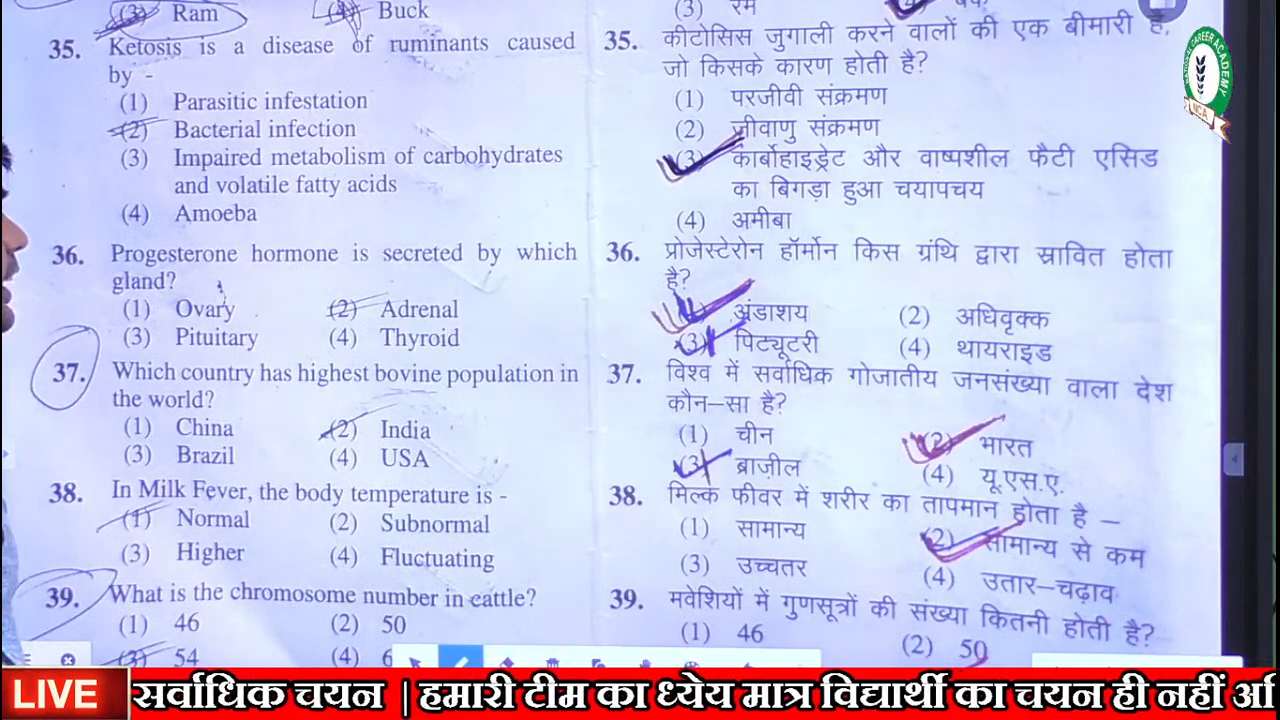 (3) Ram (4) Buck
35. Ketosis is a disease of ruminants caused
by -
(1) Parasitic infestation
(2) Bacterial infection
(3) Impaired metabolism of carbohydrates
and volatile fatty acids
(4) Amoeba
36. Progesterone hormone is secreted by which
gland?
(1) Ovary (2) Adrenal
(3) Pituitary (4) Thyroid
37. Which country has highest bovine population in
the world?
(1) China (2) India
(3) Brazil (4) USA
38. In Milk Fever, the body temperature is -
(1) Normal (2) Subnormal
(3) Higher (4) Fluctuating
39. What is the chromosome number in cattle?
(1) 46 (2) 50
(3) 54 (4) 6
(3) रैम
35. कीटोसिस जुगाली करने वालों की एक बीमारी है,
जो किसके कारण होती है?
(1) परजीवी संक्रमण
(2) जीवाणु संक्रमण
(3) कार्बोहाइड्रेट और वाष्पशील फैटी एसिड
का बिगड़ा हुआ चयापचय
(4) अमीबा
36. प्रोजेस्टेरोन हॉर्मोन किस ग्रंथि द्वारा स्रावित होता
है?
अंडाशय (2) अधिवृक्क
(3) पिट्यूटरी (4) थायराइड
37. विश्व में सर्वाधिक गोजातीय जनसंख्या वाला देश
कौन–सा है?
(1) चीन (2) भारत
(3) ब्राज़ील (4) यू.एस.ए.
38. मिल्क फीवर में शरीर का तापमान होता है –
(1) सामान्य (2) सामान्य से कम
(3) उच्चतर (4) उतार–चढ़ाव
39. मवेशियों में गुणसूत्रों की संख्या कितनी होती है?
(1) 46 (2) 50
NATIONAL CAREER ACADEMY
NCA
LIVE सर्वाधिक चयन | हमारी टीम का ध्येय मात्र विद्यार्थी का चयन ही नहीं अ